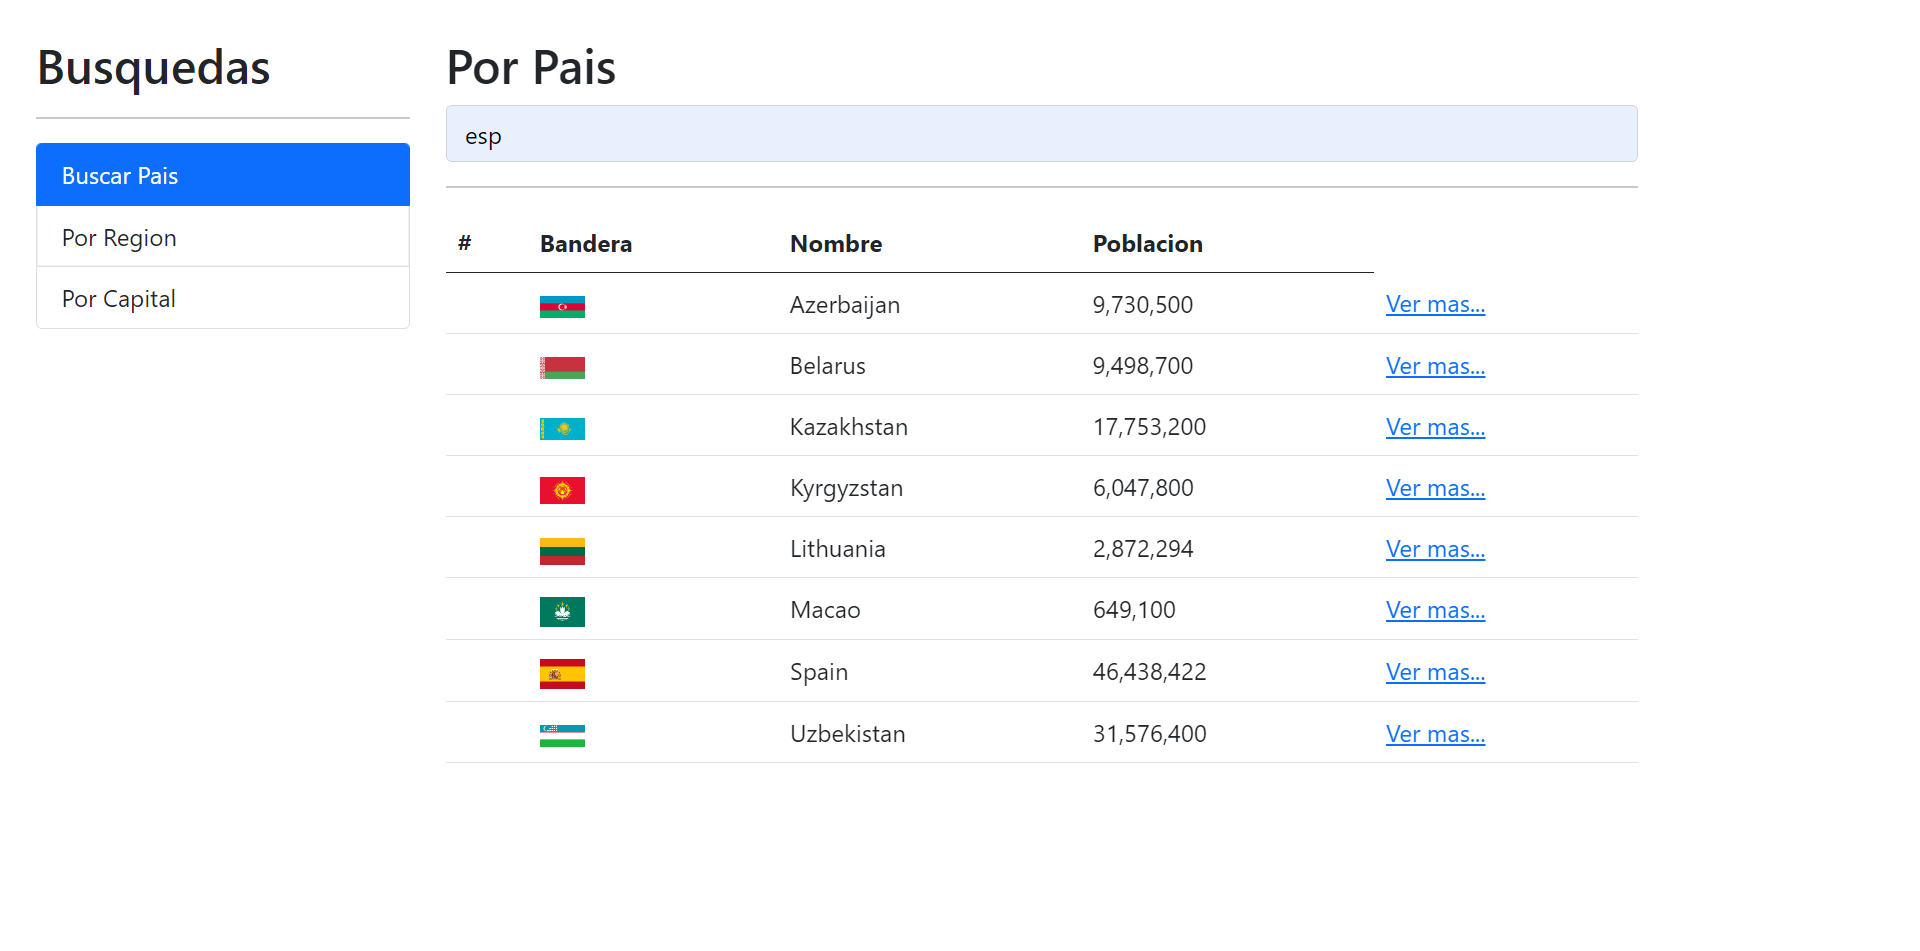 Busquedas
Buscar Pais
Por Region
Por Capital
Por Pais
esp
# Bandera Nombre Poblacion
Azerbaijan 9,730,500 Ver mas...
Belarus 9,498,700 Ver mas...
Kazakhstan 17,753,200 Ver mas...
Kyrgyzstan 6,047,800 Ver mas...
Lithuania 2,872,294 Ver mas...
Macao 649,100 Ver mas...
Spain 46,438,422 Ver mas...
Uzbekistan 31,576,400 Ver mas...